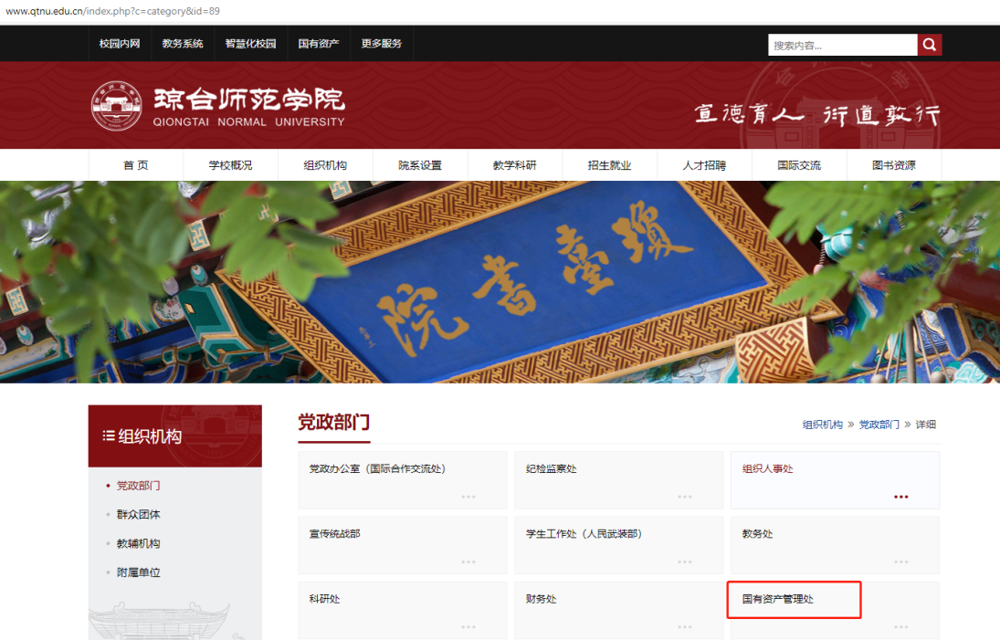 www.qtnu.edu.cn/index.php?c=category&id=89
校园内网 教务系统 智慧化校园 国有资产 更多服务
搜索内容...
琼台师范学院
QIONGTAI NORMAL UNIVERSITY
宣德育人 衍道敦行
首 页 学校概况 组织机构 院系设置 教学科研 招生就业 人才招聘 国际交流 图书资源
院書臺瓊
组织机构
党政部门
群众团体
教辅机构
附属单位
党政部门
组织机构 » 党政部门 » 详细
党政办公室（国际合作交流处） 纪检监察处 组织人事处
... ... ...
宣传统战部 学生工作处（人民武装部） 教务处
... ... ...
科研处 财务处 国有资产管理处
... ... ...